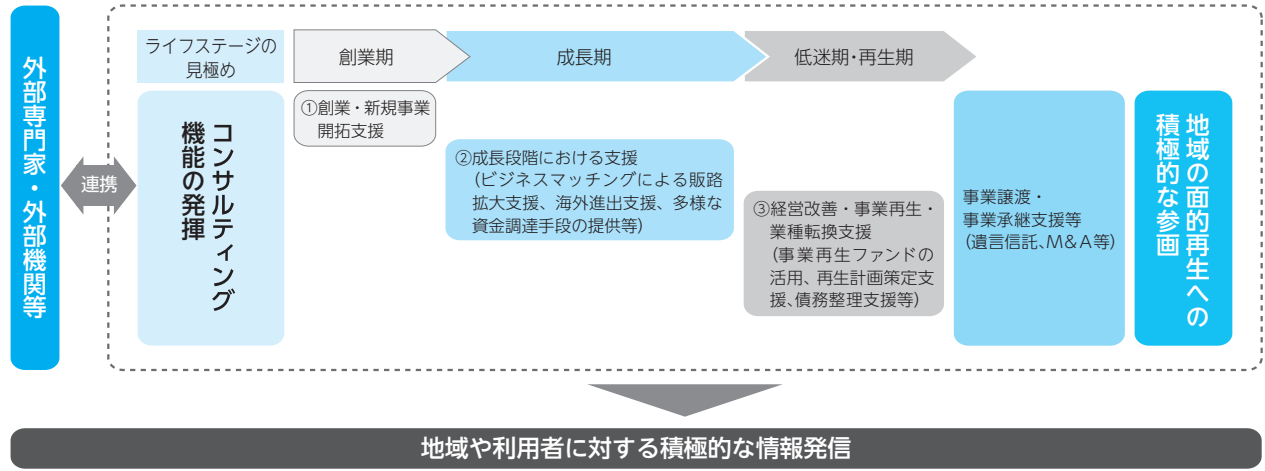 外部専門家・外部機関等
連携
ライフステージの
見極め
コンサルティング
機能の発揮
創業期
成長期
低迷期・再生期
①創業・新規事業
開拓支援
②成長段階における支援
(ビジネスマッチングによる販路
拡大支援、海外進出支援、多様な
資金調達手段の提供等)
③経営改善・事業再生・
業種転換支援
(事業再生ファンドの
活用、再生計画策定支
援、債務整理支援等)
事業譲渡・
事業承継支援等
(遺言信託、M&A等)
地域の面的再生への
積極的な参画
地域や利用者に対する積極的な情報発信